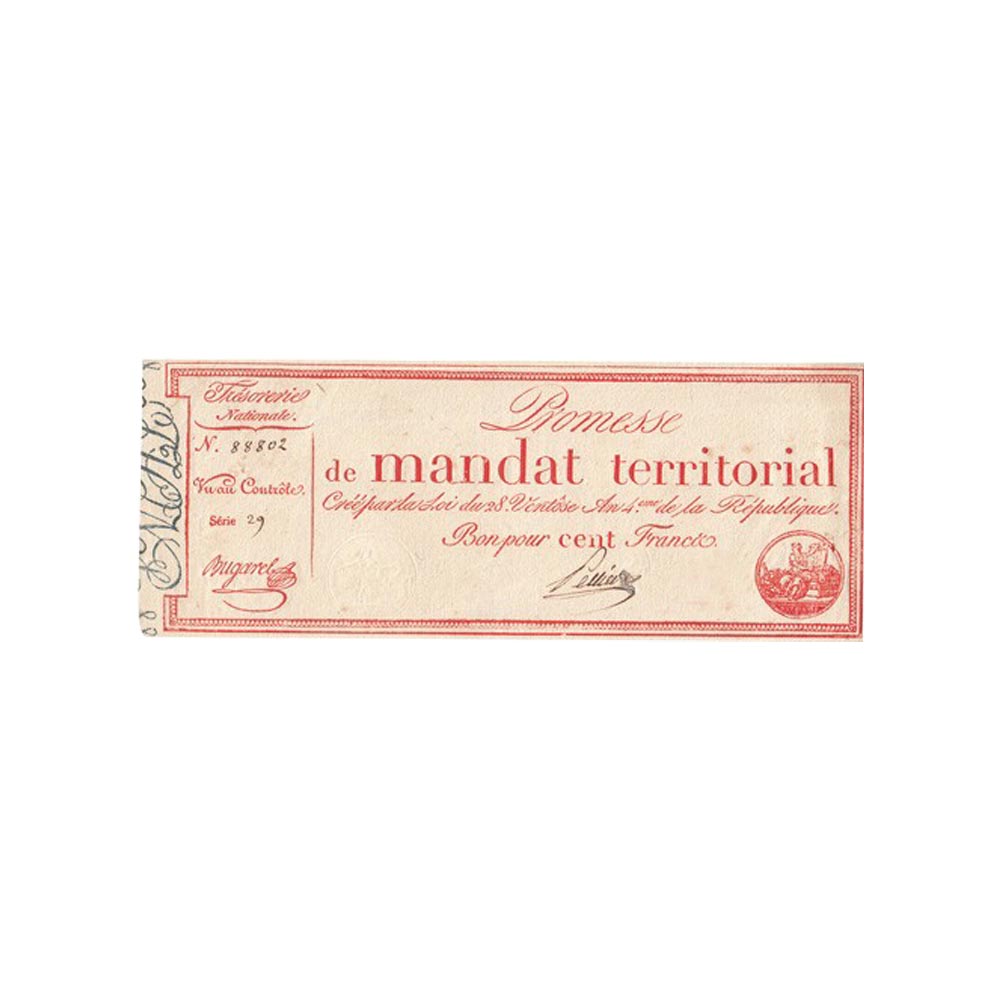 Trésorerie
Nationale.
N. 88802
Vu au Contrôle.
Série 29
Bugarel
Promesse
de mandat territorial
Créé par la Loi du 28. Ventôse An 4.eme de la République.
Bon pour cent Francs.